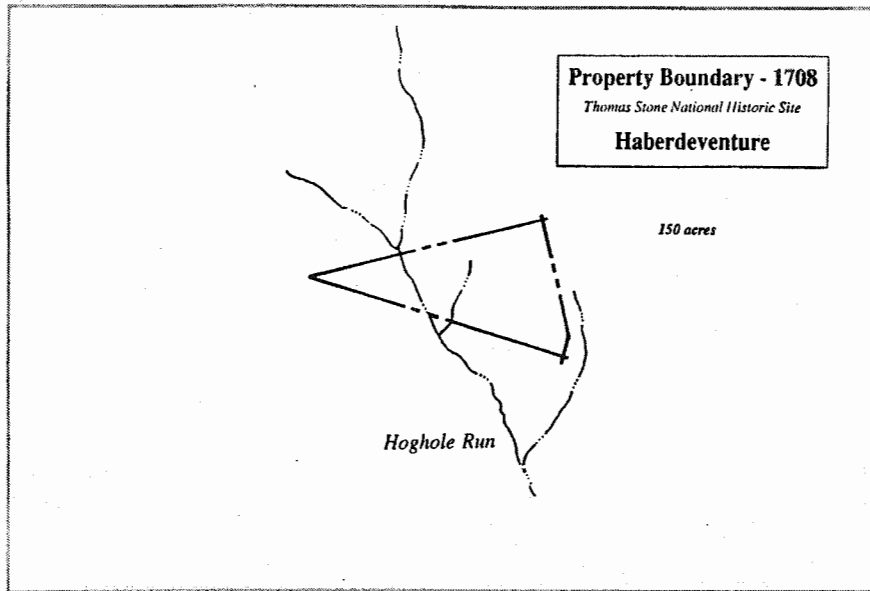 Property Boundary - 1708
Thomas Stone National Historic Site
Haberdeventure
150 acres
Hoghole Run